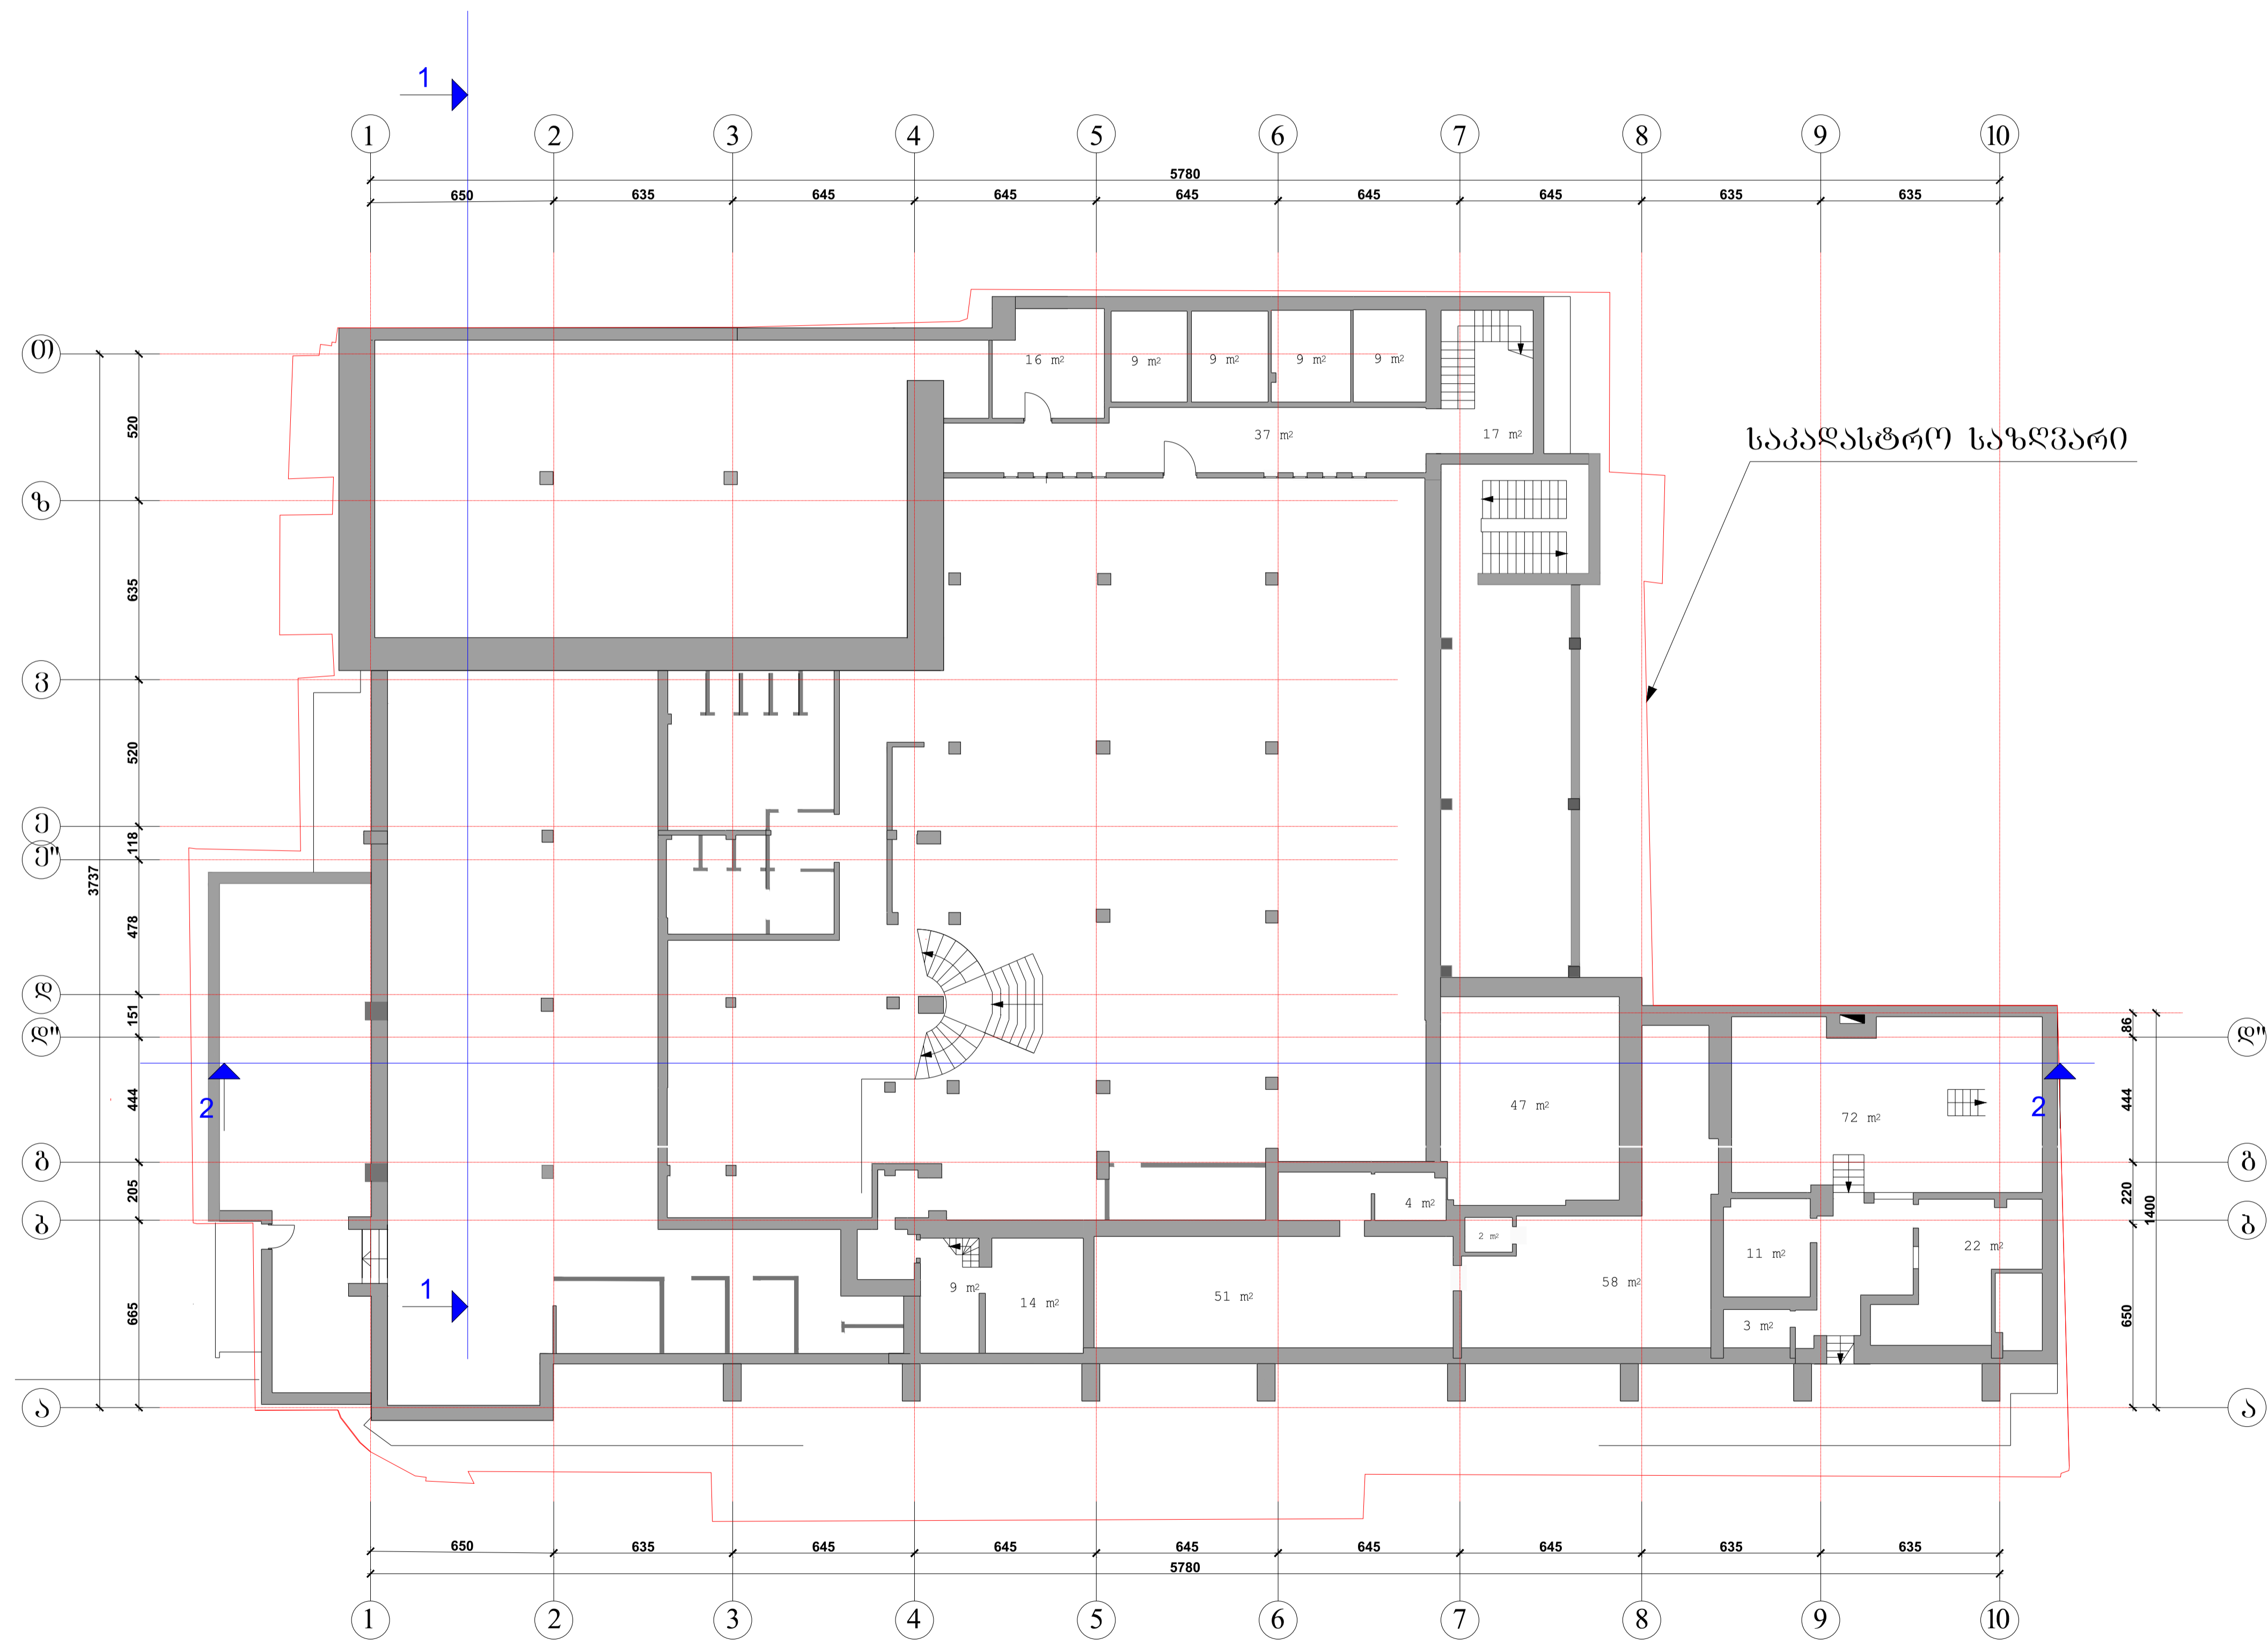 1
1 2 3 4 5 6 7 8 9 10
5780
650 635 645 645 645 645 645 635 635
თ
16 m²
9 m²
9 m²
9 m²
9 m²
520
37 m²
17 m²
საკადასტრო საზღვარი
ზ
635
ვ
520
ე
118
ე"
3737
478
დ
151
86
დ"
დ"
444
444
2
2
47 m²
72 m²
გ
გ
205
220
1400
4 m²
ბ
ბ
2 m²
11 m²
22 m²
58 m²
1
9 m²
14 m²
51 m²
3 m²
665
650
ა
ა
650 635 645 645 645 645 645 635 635
5780
1 2 3 4 5 6 7 8 9 10